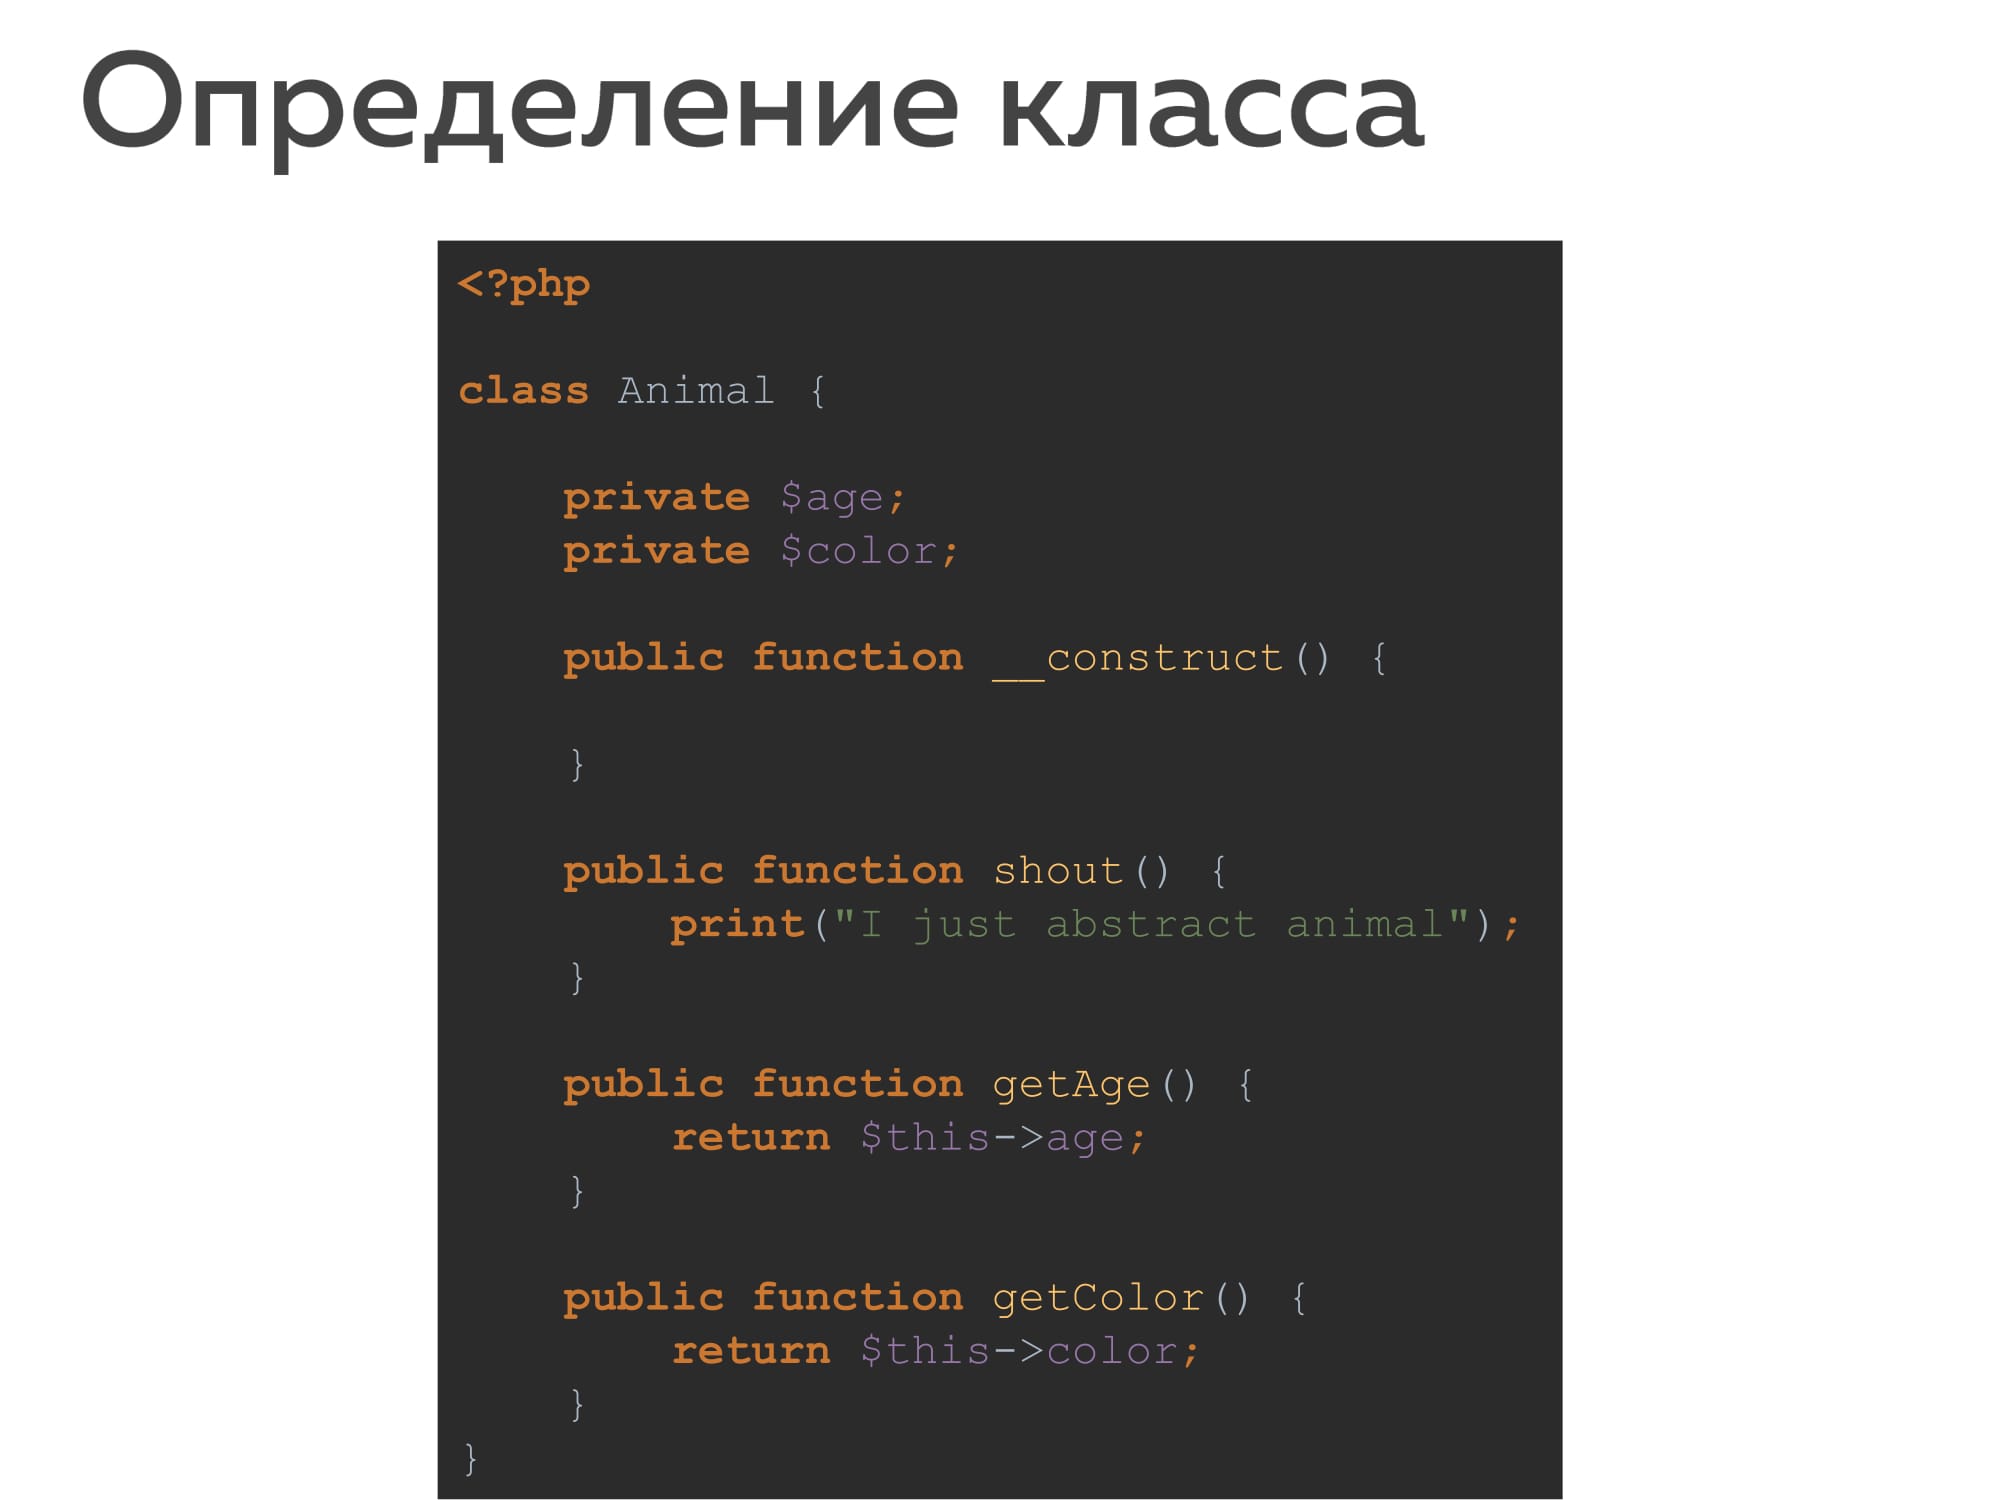 Определение класса
<?php
class Animal {
private $age;
private $color;
public function __construct() {
}
public function shout() {
print("I just abstract animal");
}
public function getAge() {
return $this->age;
}
public function getColor() {
return $this->color;
}
}